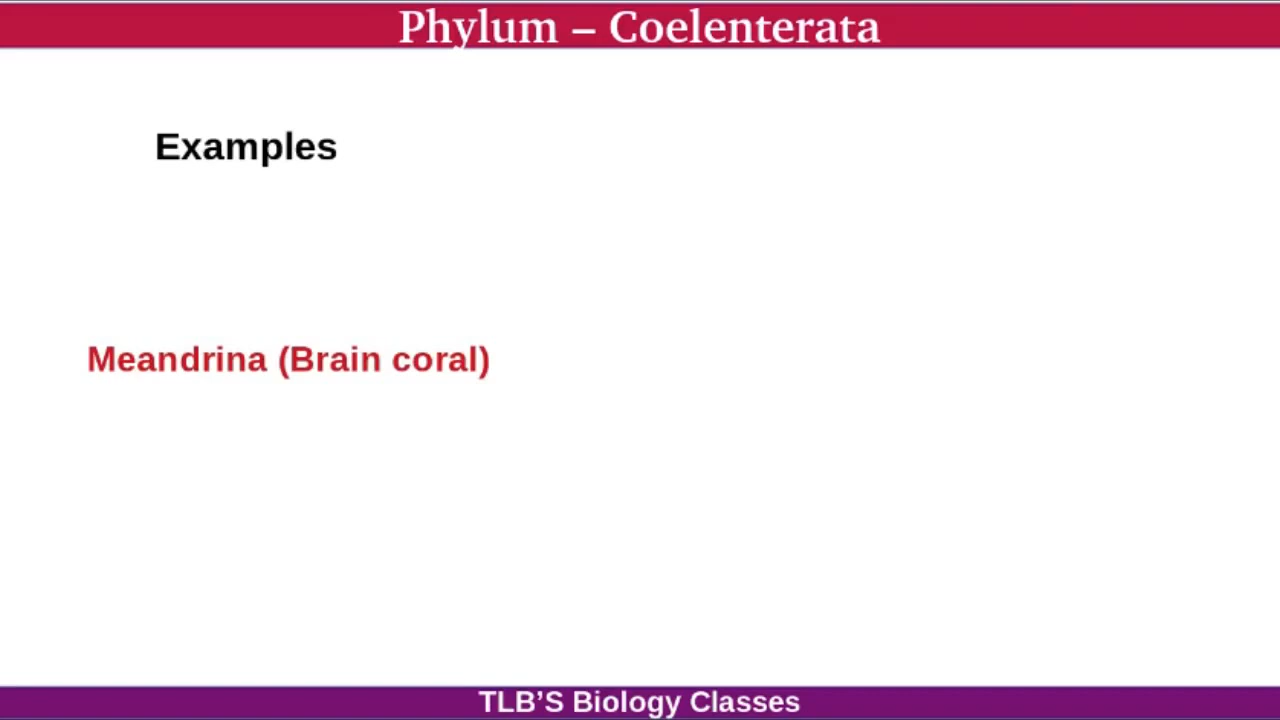 Phylum – Coelenterata
Examples
Meandrina (Brain coral)
TLB’S Biology Classes